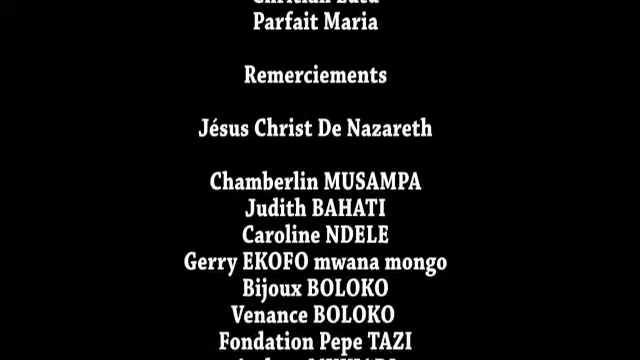 Parfait Maria
Remerciements
Jésus Christ De Nazareth
Chamberlin MUSAMPA
Judith BAHATI
Caroline NDELE
Gerry EKOFO mwana mongo
Bijoux BOLOKO
Venance BOLOKO
Fondation Pepe TAZI